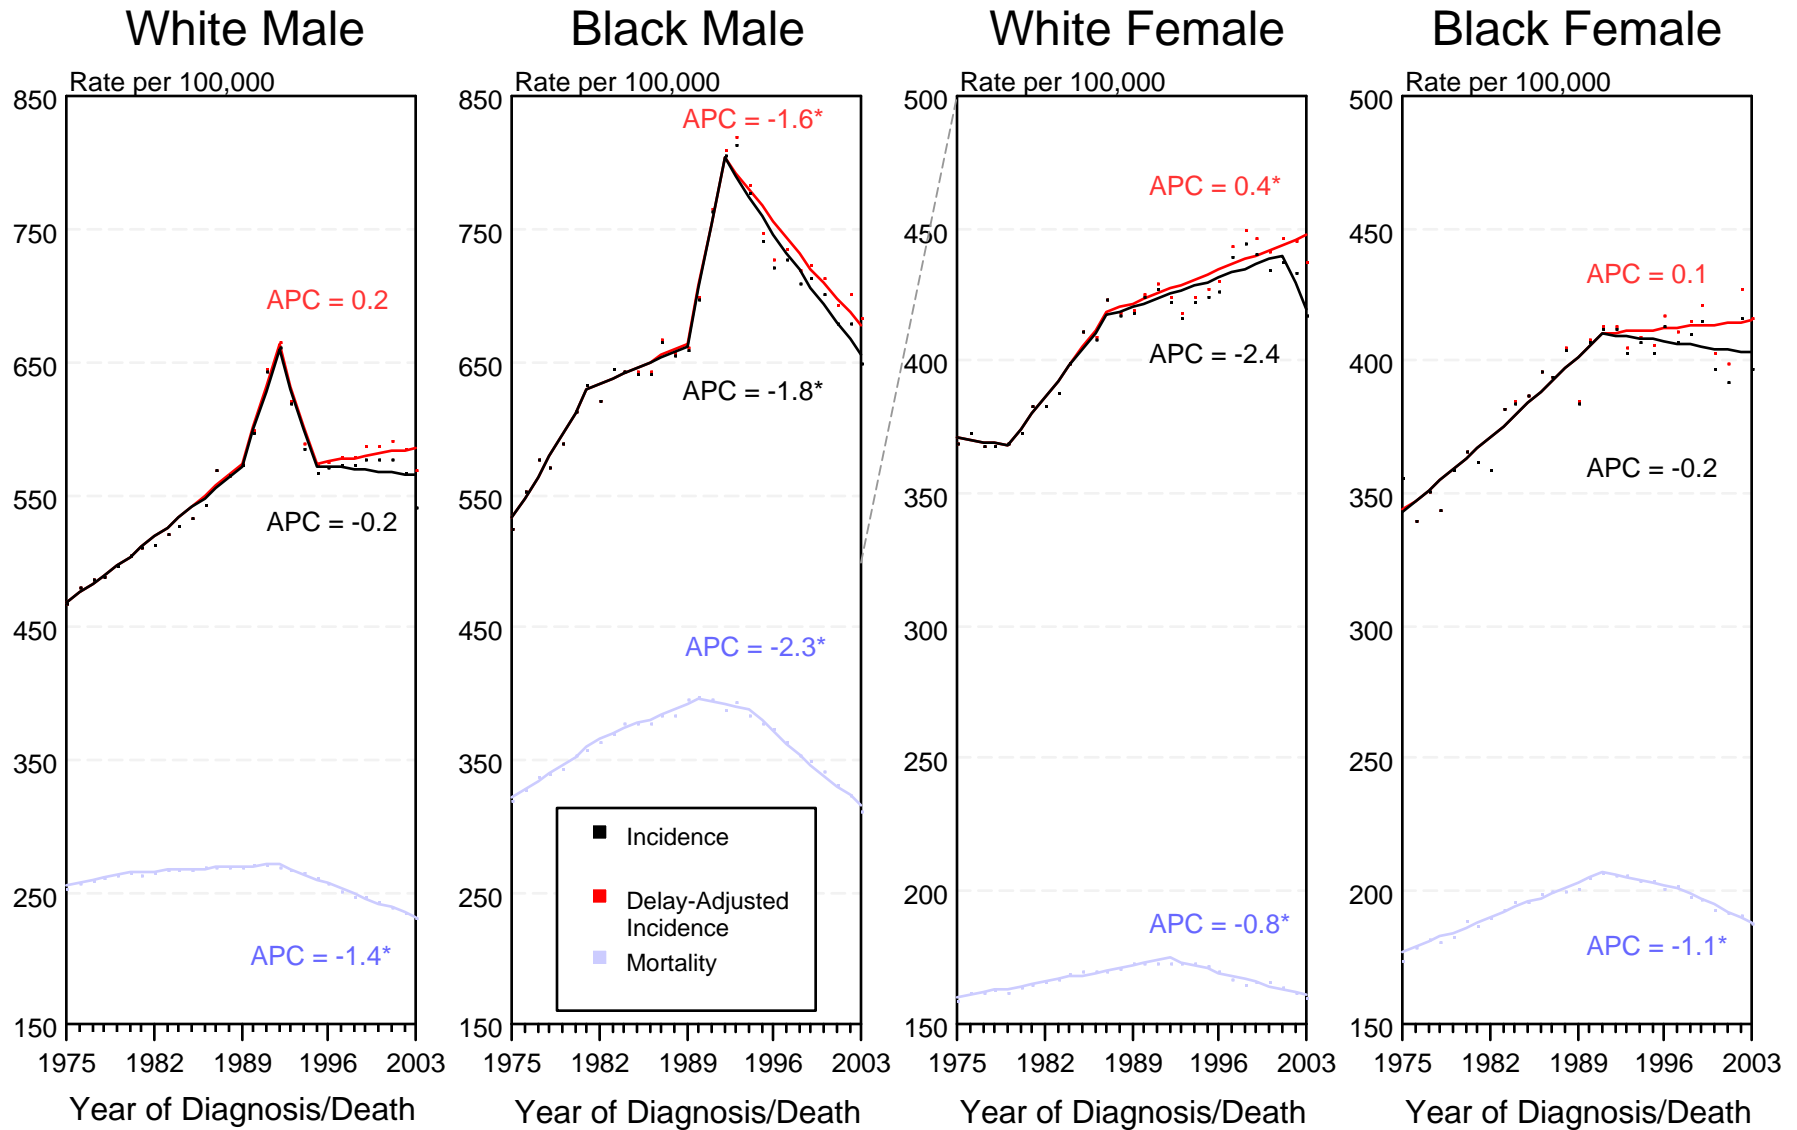 White Male
Black Male
White Female
Black Female
Rate per 100,000
850
750
650
550
450
350
250
150
APC = 0.2
APC = -0.2
APC = -1.4*
1975 1982 1989 1996 2003
Year of Diagnosis/Death
Rate per 100,000
850
750
650
550
450
350
250
150
APC = -1.6*
APC = -1.8*
APC = -2.3*
Incidence
Delay-Adjusted
Incidence
Mortality
1975 1982 1989 1996 2003
Year of Diagnosis/Death
Rate per 100,000
500
450
400
350
300
250
200
150
APC = 0.4*
APC = -2.4
APC = -0.8*
1975 1982 1989 1996 2003
Year of Diagnosis/Death
Rate per 100,000
500
450
400
350
300
250
200
150
APC = 0.1
APC = -0.2
APC = -1.1*
1975 1982 1989 1996 2003
Year of Diagnosis/Death